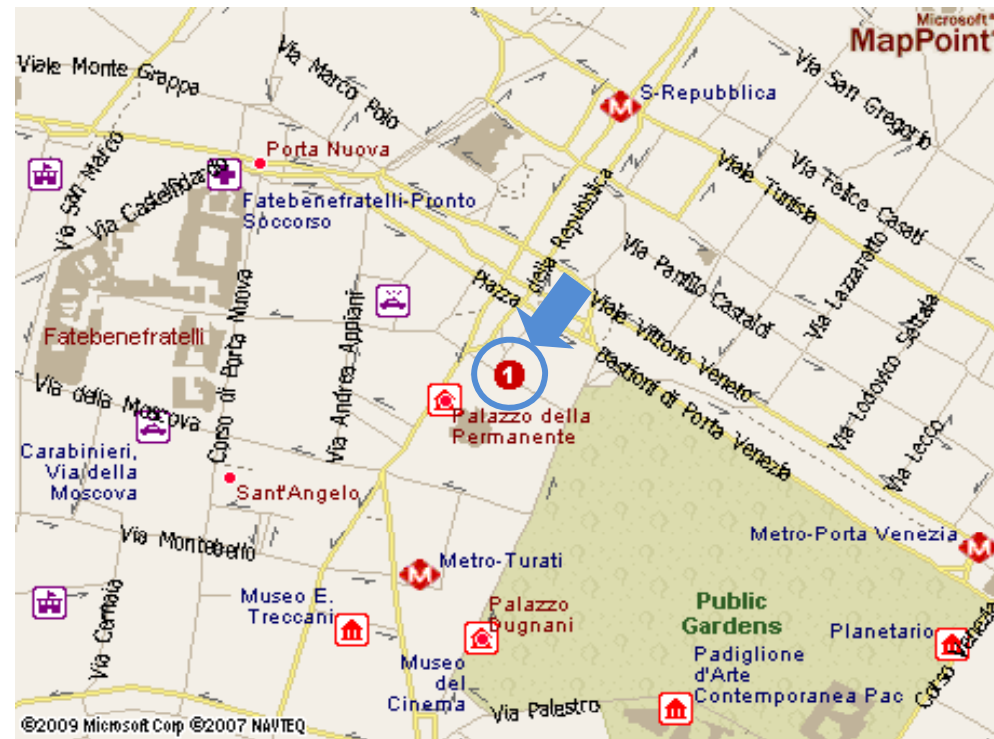 Microsoft®
MapPoint®
Via San Gregorio
Via Marco Polo
Viale Monte Grappa
S-Repubblica
Via San Marco
Porta Nuova
Via Castelfidardo
Fatebenefratelli-Pronto
Soccorso
Viale Tunisia
Via Felice Casati
Piazza della Repubblica
Via Panfilo Castaldi
Via Lazzaretto
Via Lodovico Settala
Corso di Porta Nuova
Via Andrea Appiani
Viale Vittorio Veneto
Fatebenefratelli
1
Bastioni di Porta Venezia
Via della Moscova
Palazzo della
Permanente
Via Lecco
Carabinieri,
Via della
Moscova
Sant'Angelo
Via Montebello
Metro-Turati
Metro-Porta Venezia
Via Cernaia
Museo E.
Treccani
Palazzo
Dugnani
Public
Gardens
Planetario
Corso Venezia
Museo
del
Cinema
Padiglione
d'Arte
Contemporanea Pac
Via Palestro
©2009 Microsoft Corp ©2007 NAVTEQ